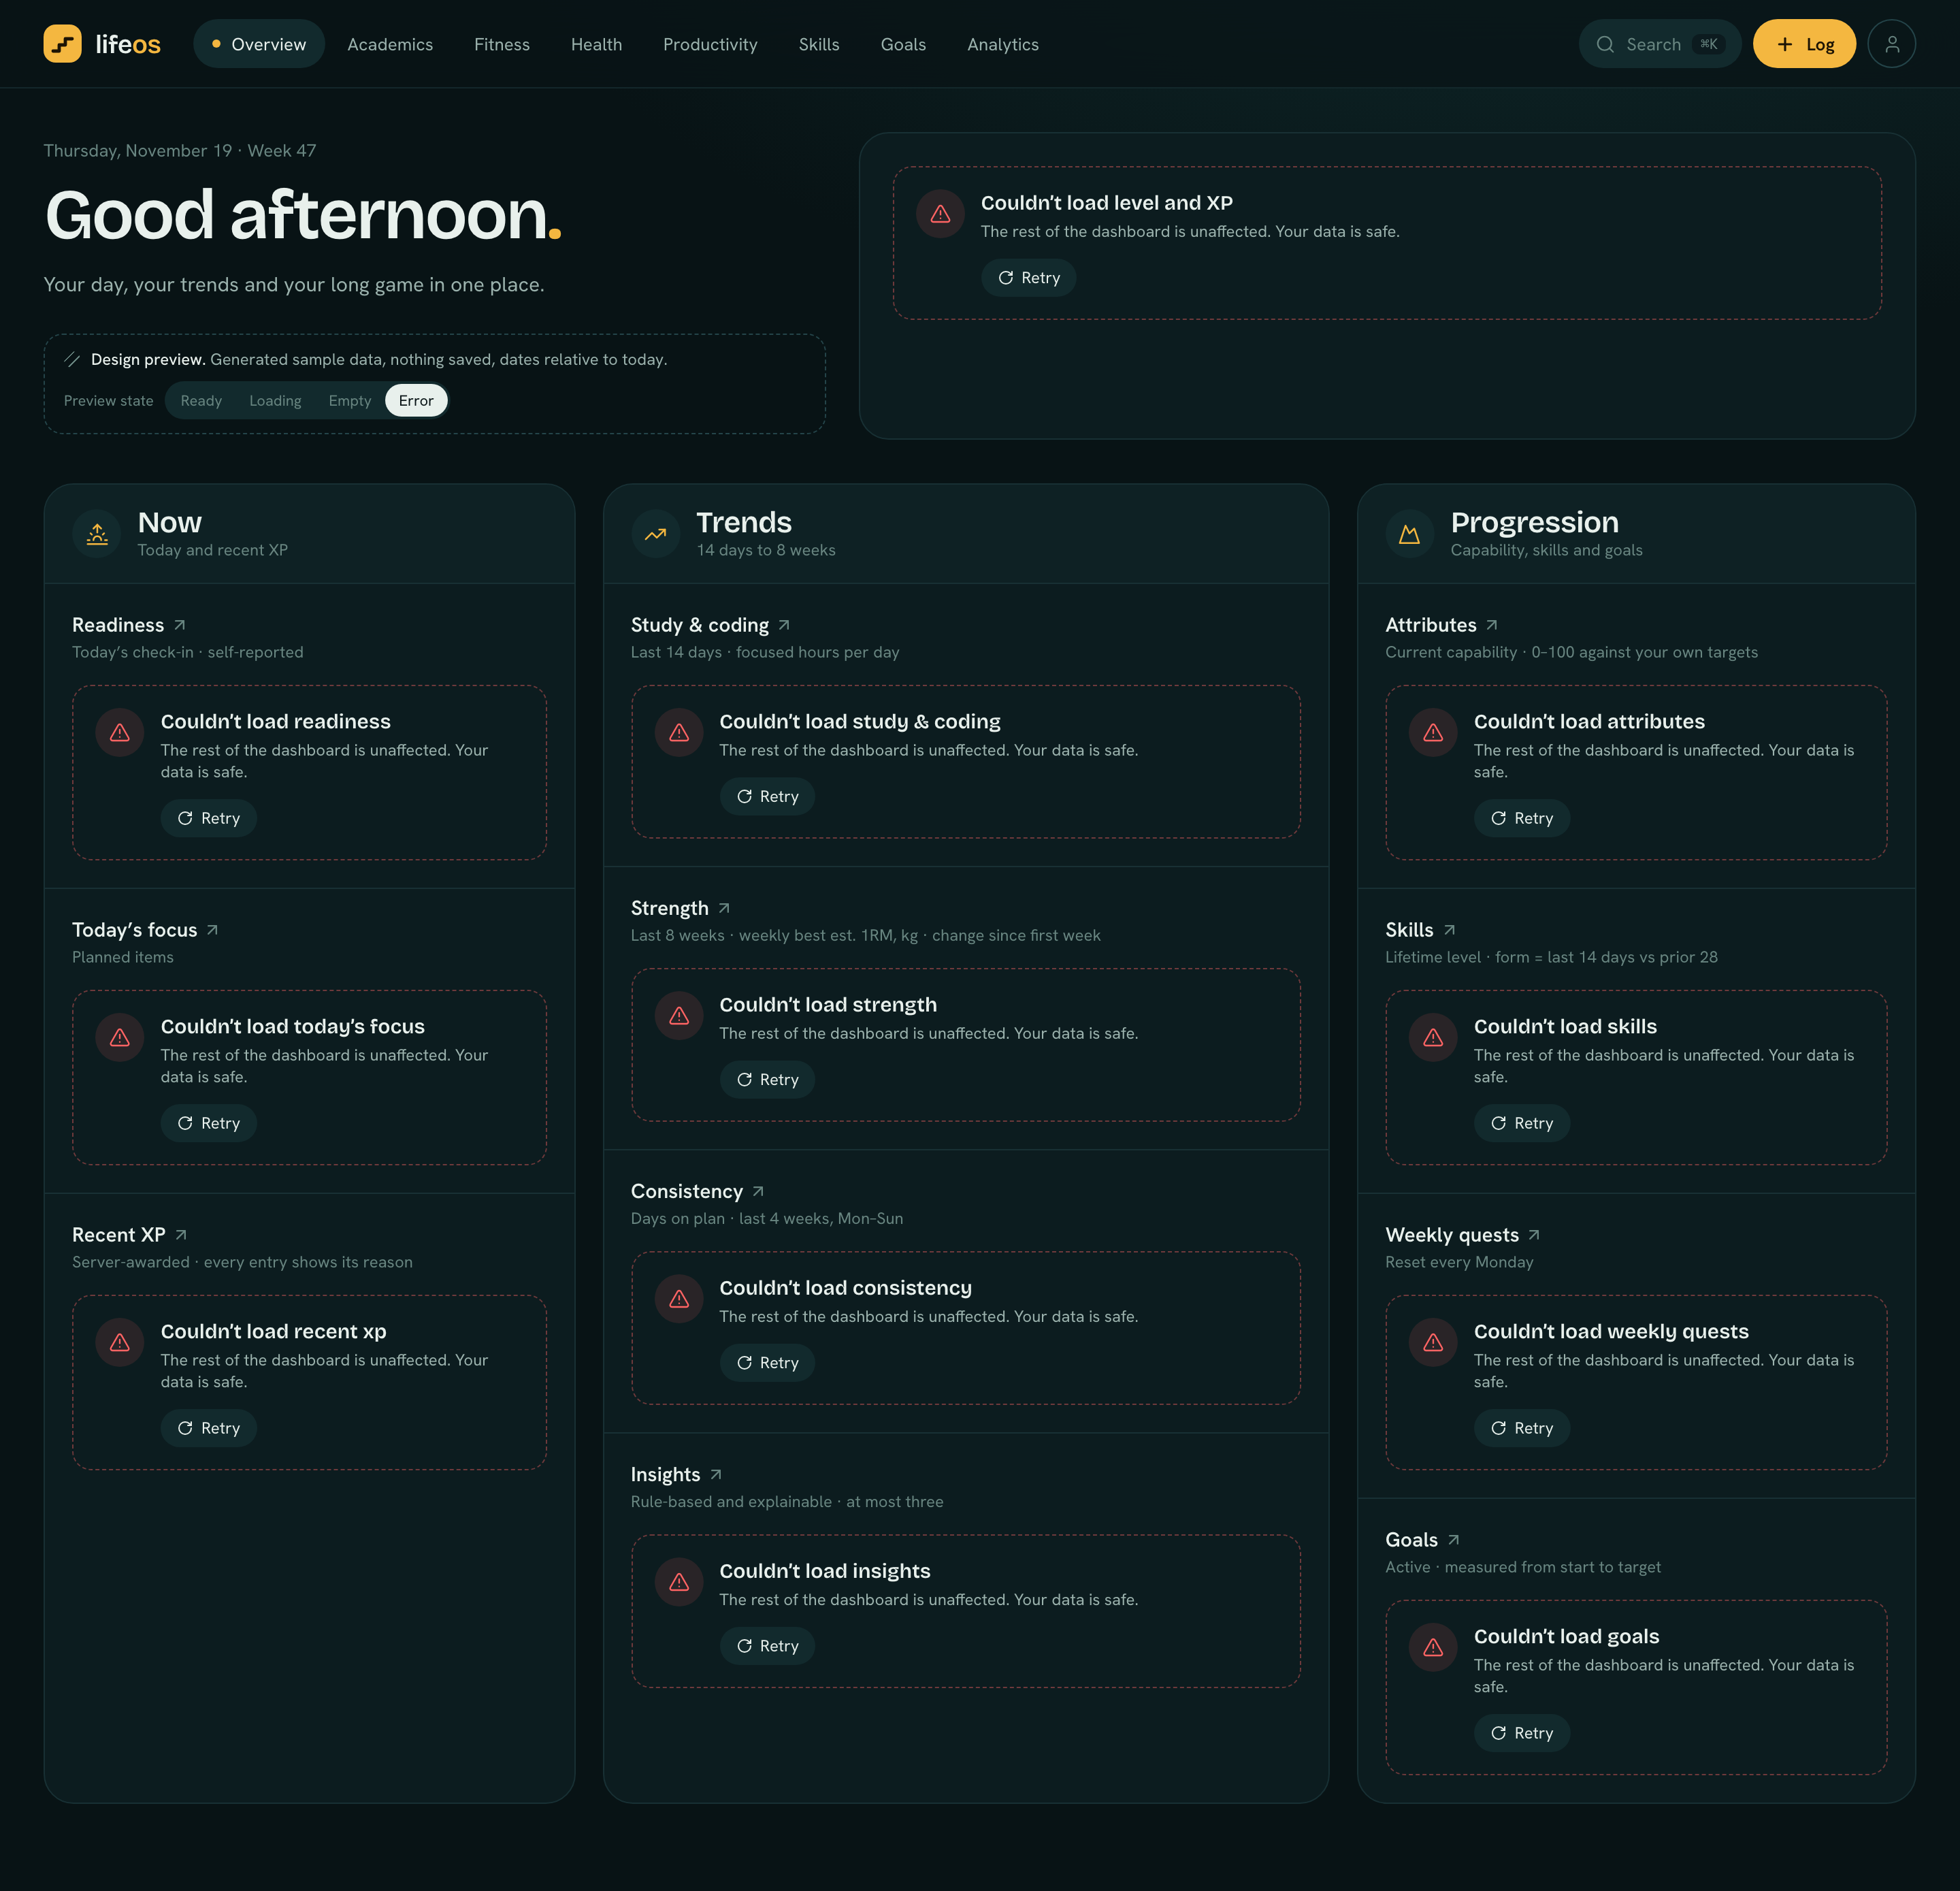 lifeos
Overview
Academics
Fitness
Health
Productivity
Skills
Goals
Analytics
Search ⌘K
Log
Thursday, November 19 · Week 47
Good afternoon.
Your day, your trends and your long game in one place.
Design preview. Generated sample data, nothing saved, dates relative to today.
Preview state
Ready
Loading
Empty
Error
Couldn’t load level and XP
The rest of the dashboard is unaffected. Your data is safe.
Retry
Now
Today and recent XP
Readiness
Today’s check-in · self-reported
Couldn’t load readiness
The rest of the dashboard is unaffected. Your
data is safe.
Retry
Today’s focus
Planned items
Couldn’t load today’s focus
The rest of the dashboard is unaffected. Your
data is safe.
Retry
Recent XP
Server-awarded · every entry shows its reason
Couldn’t load recent xp
The rest of the dashboard is unaffected. Your
data is safe.
Retry
Trends
14 days to 8 weeks
Study & coding
Last 14 days · focused hours per day
Couldn’t load study & coding
The rest of the dashboard is unaffected. Your data is safe.
Retry
Strength
Last 8 weeks · weekly best est. 1RM, kg · change since first week
Couldn’t load strength
The rest of the dashboard is unaffected. Your data is safe.
Retry
Consistency
Days on plan · last 4 weeks, Mon–Sun
Couldn’t load consistency
The rest of the dashboard is unaffected. Your data is safe.
Retry
Insights
Rule-based and explainable · at most three
Couldn’t load insights
The rest of the dashboard is unaffected. Your data is safe.
Retry
Progression
Capability, skills and goals
Attributes
Current capability · 0–100 against your own targets
Couldn’t load attributes
The rest of the dashboard is unaffected. Your data is
safe.
Retry
Skills
Lifetime level · form = last 14 days vs prior 28
Couldn’t load skills
The rest of the dashboard is unaffected. Your data is
safe.
Retry
Weekly quests
Reset every Monday
Couldn’t load weekly quests
The rest of the dashboard is unaffected. Your data is
safe.
Retry
Goals
Active · measured from start to target
Couldn’t load goals
The rest of the dashboard is unaffected. Your data is
safe.
Retry